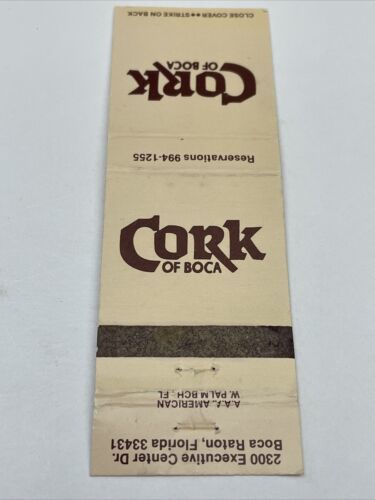 CLOSE COVER ◆◆ STRIKE ON BACK
CORK
OF BOCA
Reservations 994-1255
CORK
OF BOCA
A.A.A. AMERICAN
W. PALM BCH - FL
2300 Executive Center Dr.
Boca Raton, Florida 33431